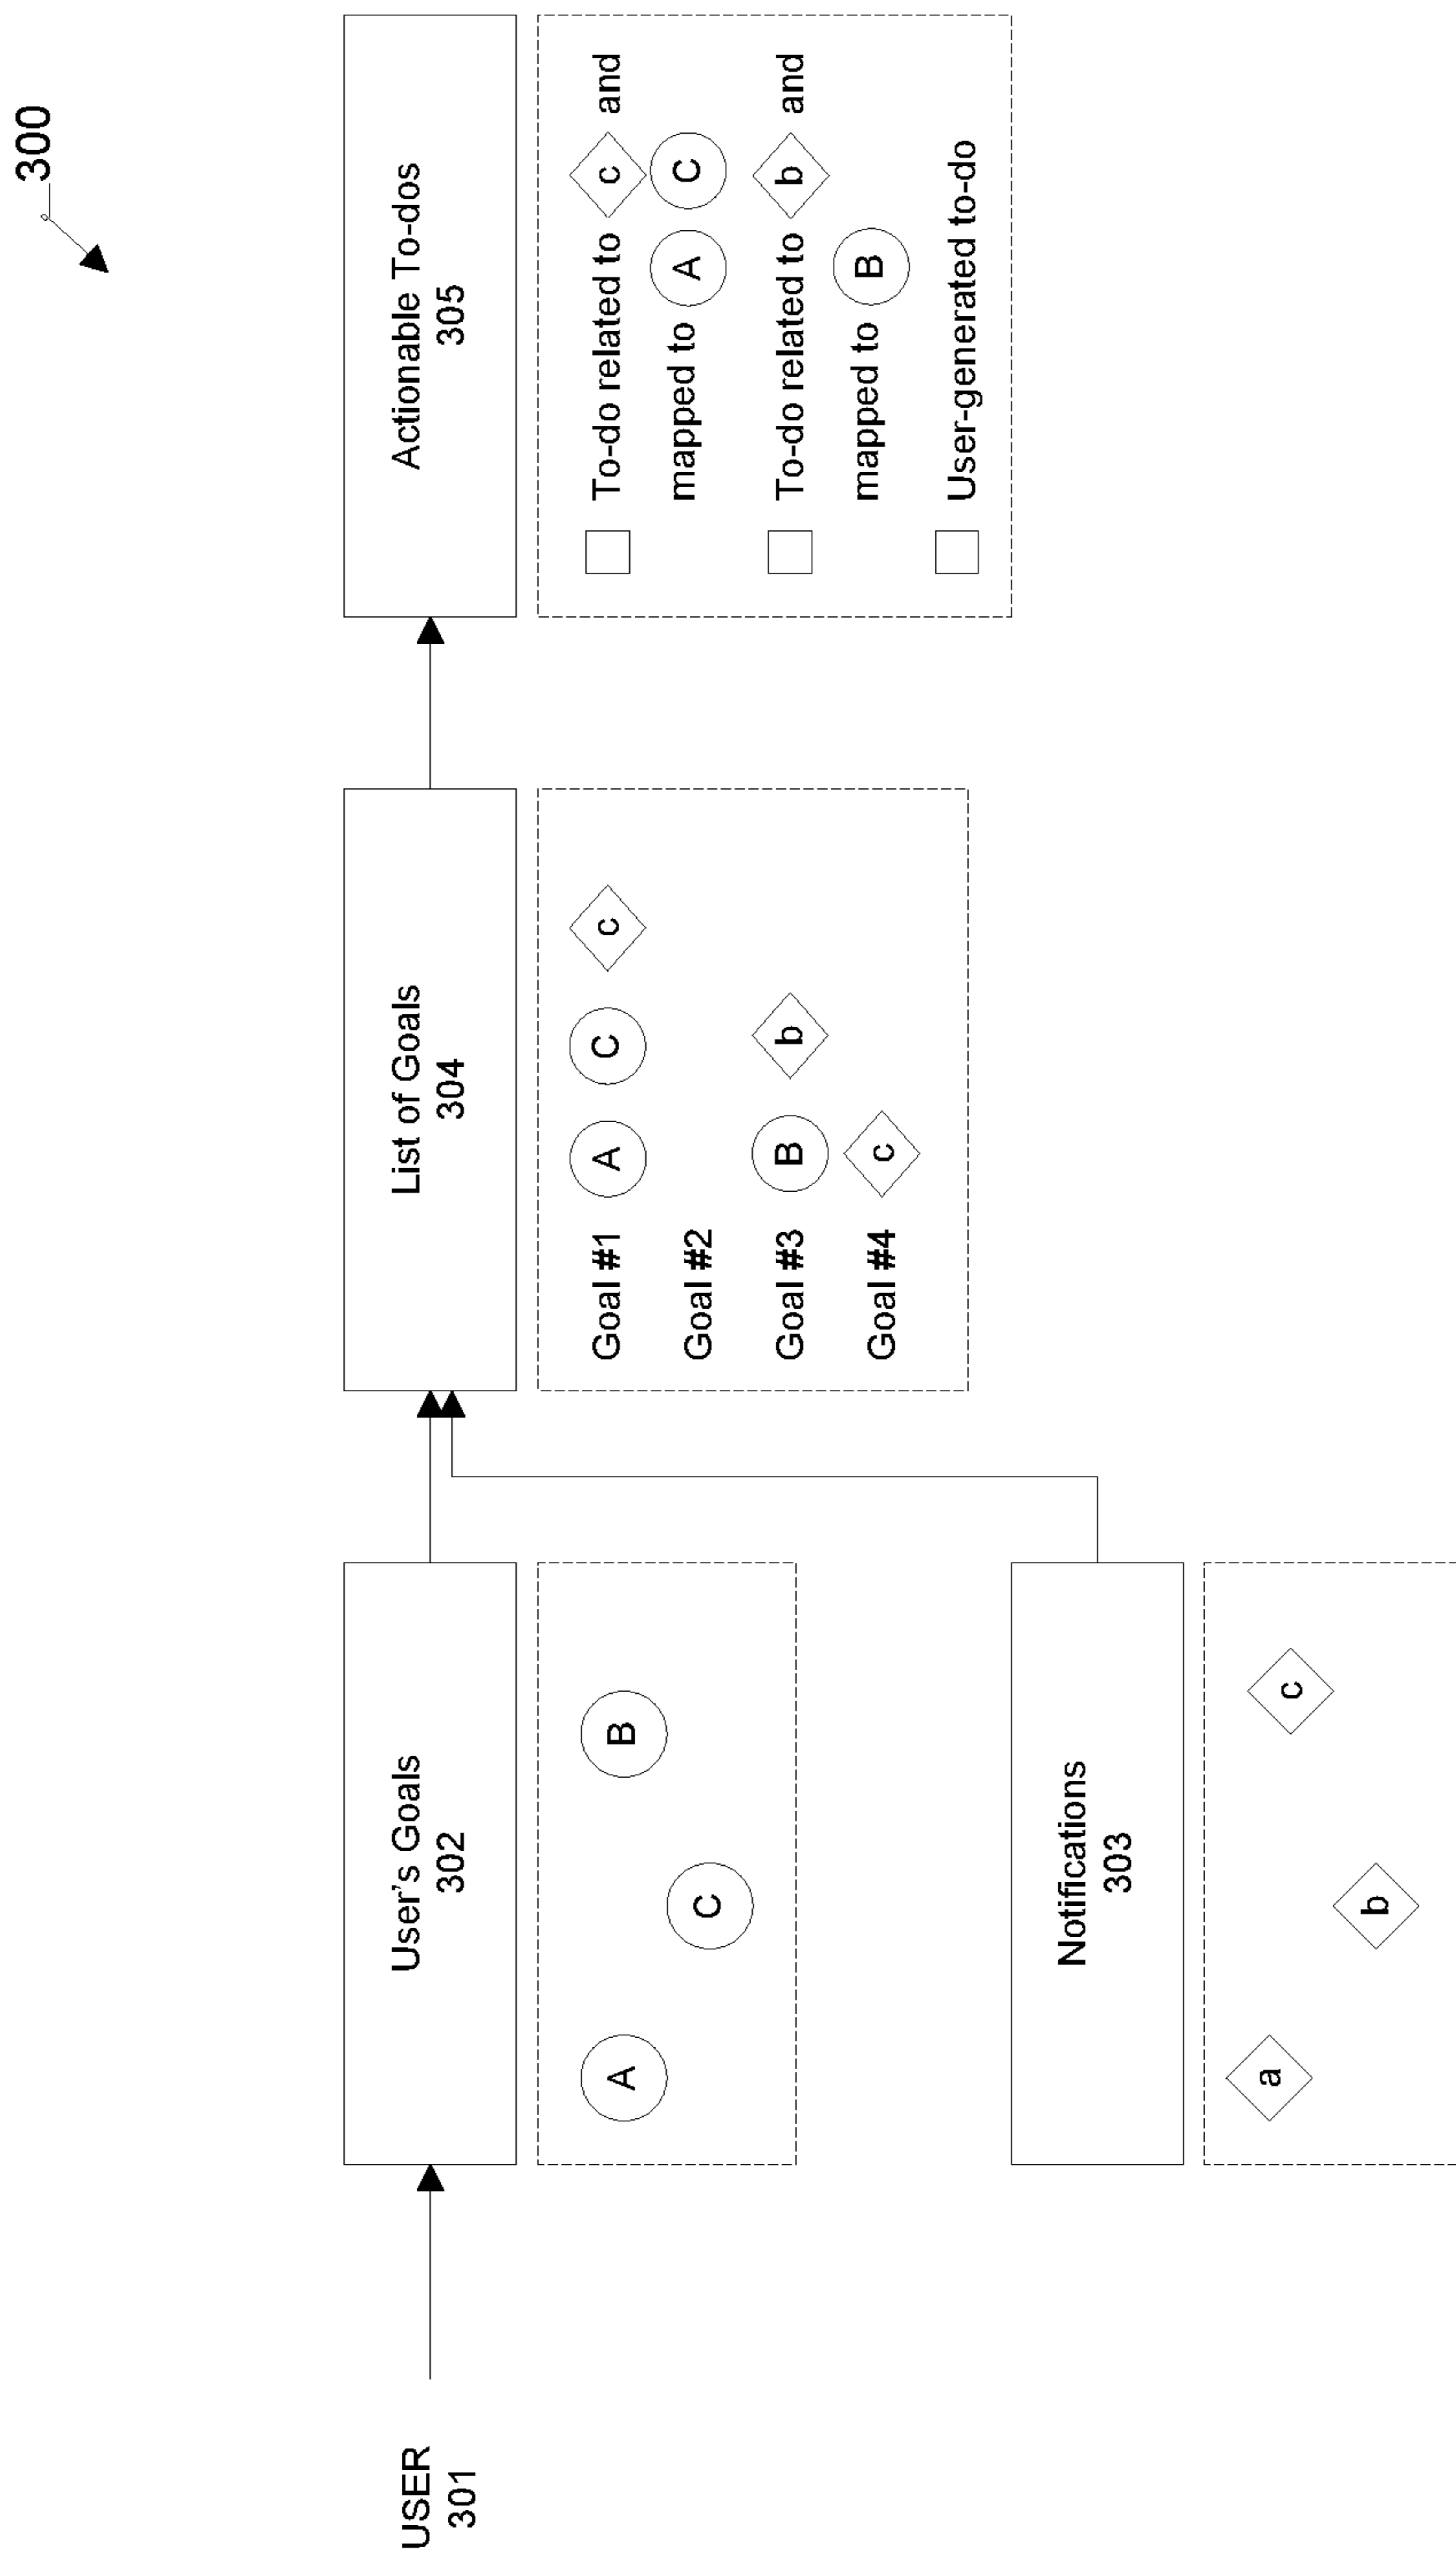 300
USER
301
User's Goals
302
A
C
B
Notifications
303
a
b
c
List of Goals
304
Goal #1 A C c
Goal #2
Goal #3 B b
Goal #4 c
Actionable To-dos
305
To-do related to c and
mapped to A C
To-do related to b and
mapped to B
User-generated to-do